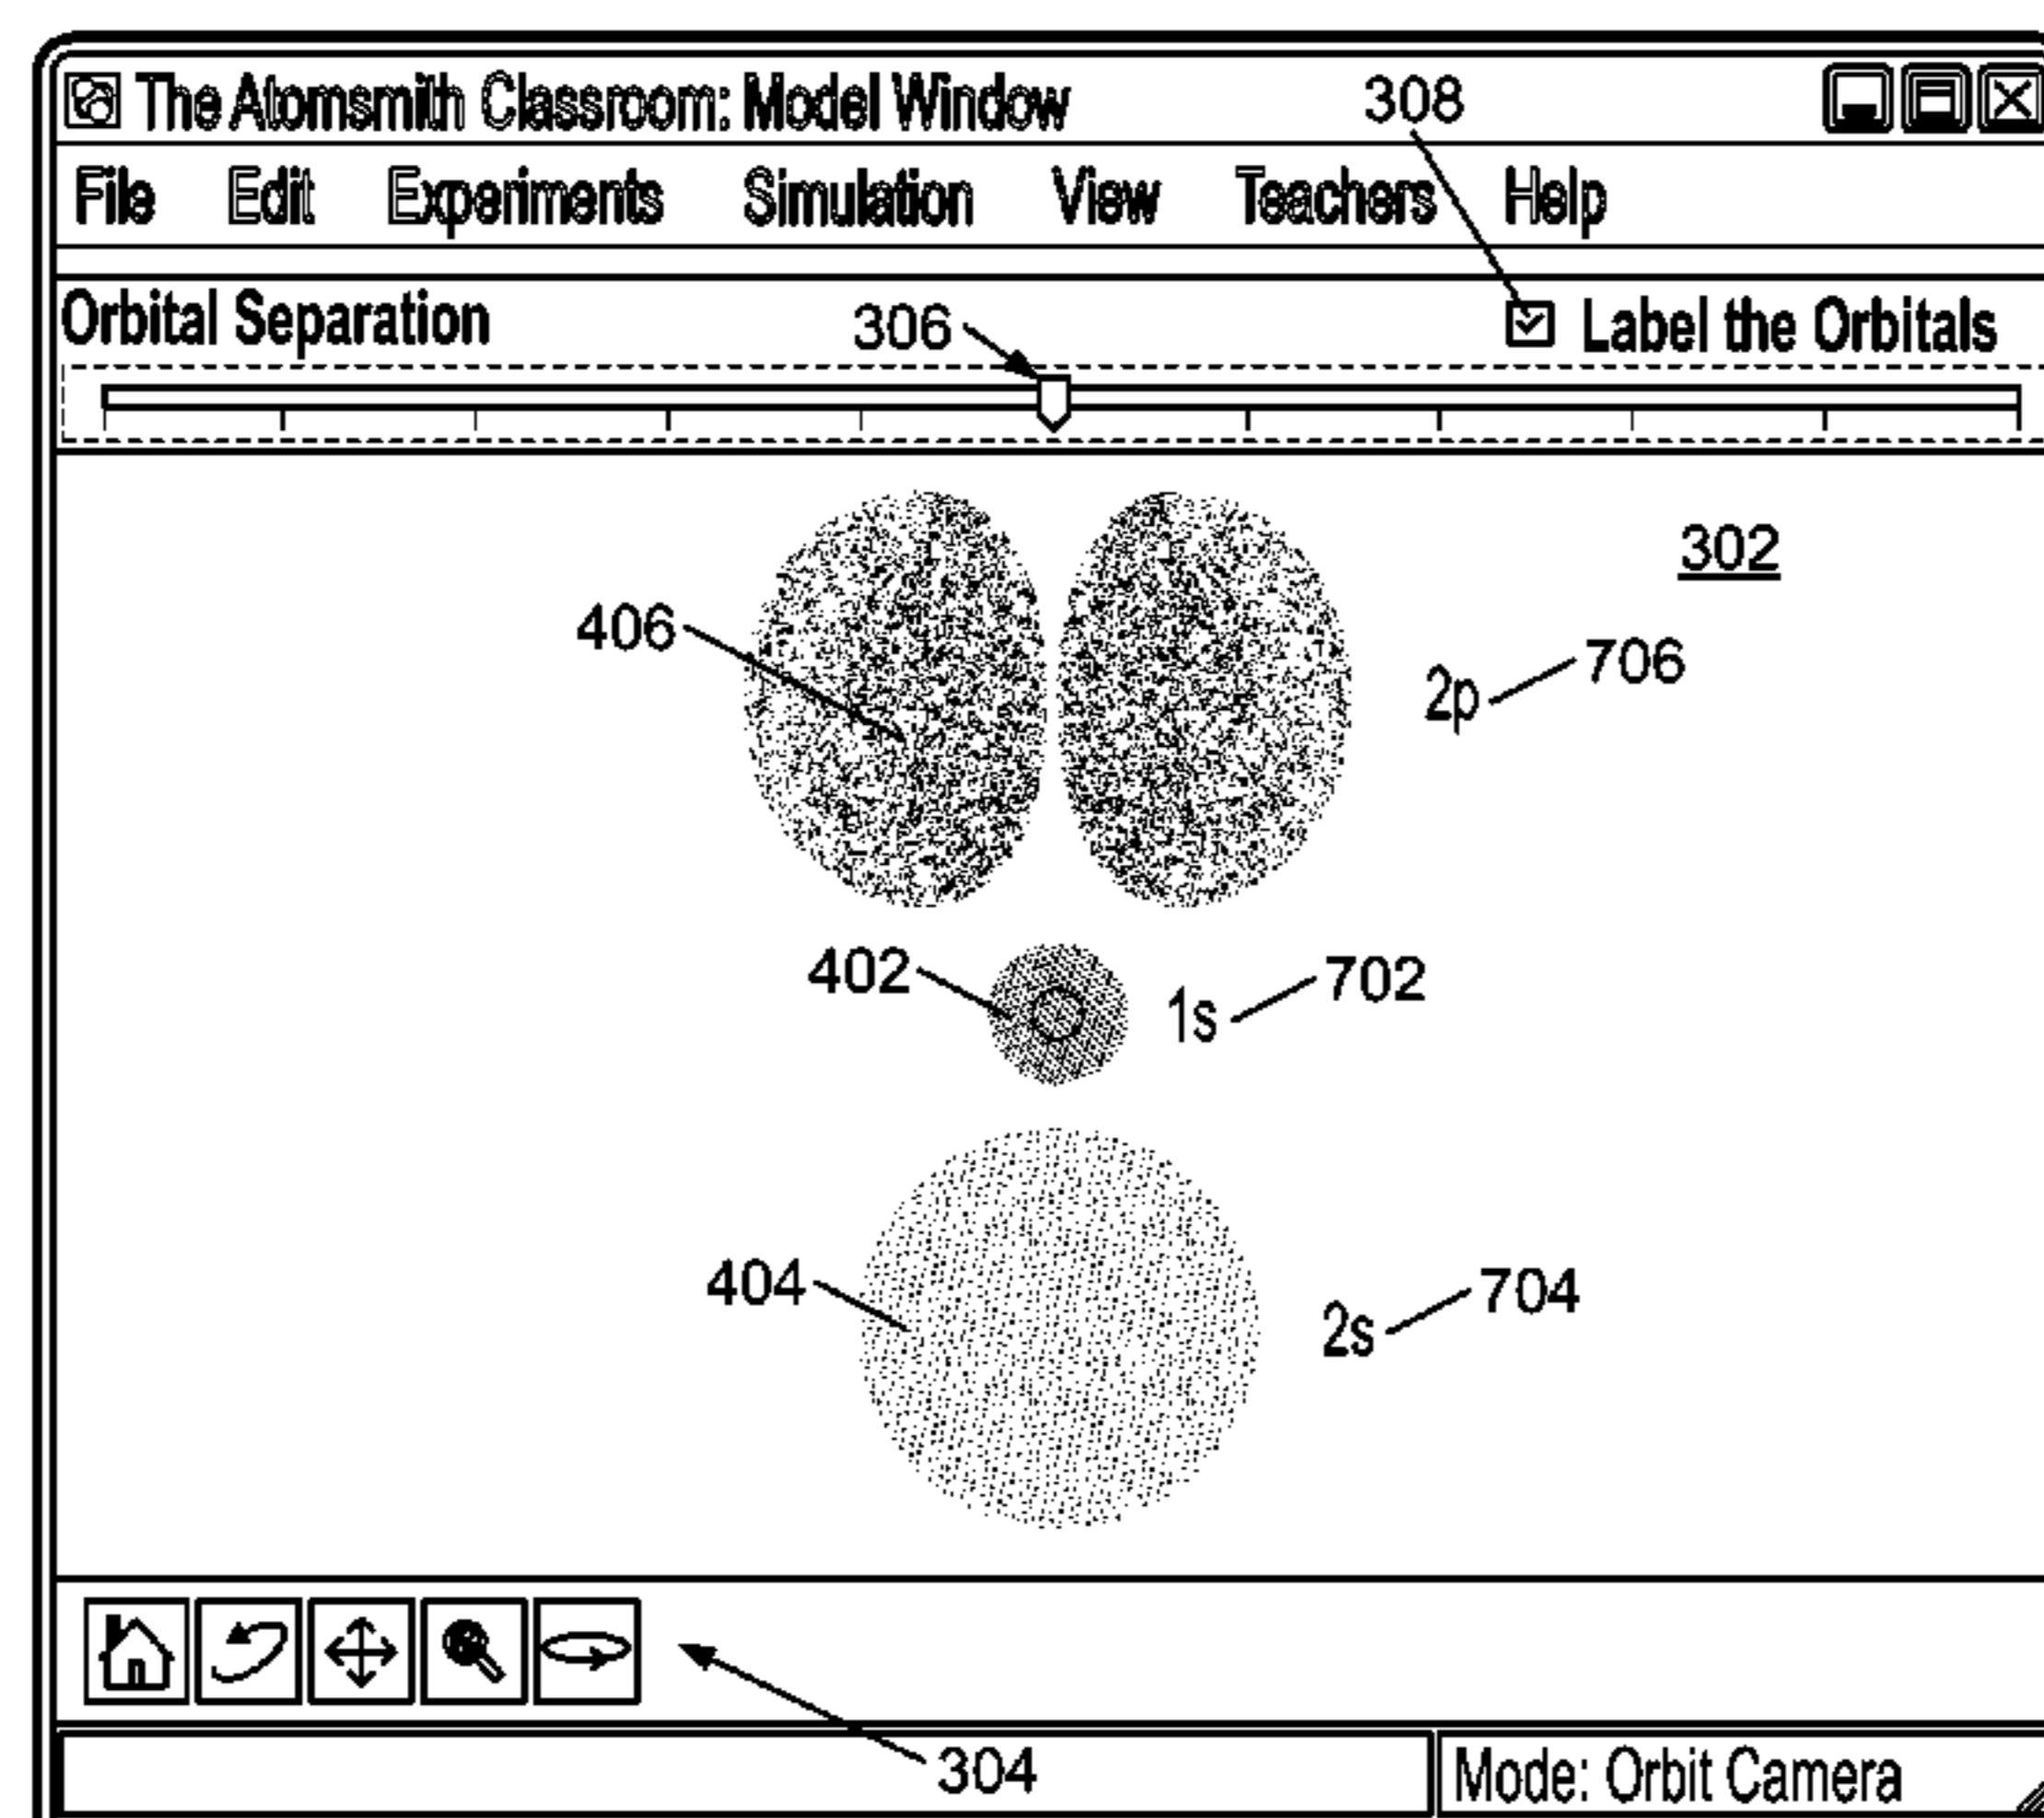 The Atomsmith Classroom: Model Window
308
File Edit Experiments Simulation View Teachers Help
Orbital Separation
306
Label the Orbitals
302
406
2p
706
402
1s
702
404
2s
704
304
Mode: Orbit Camera